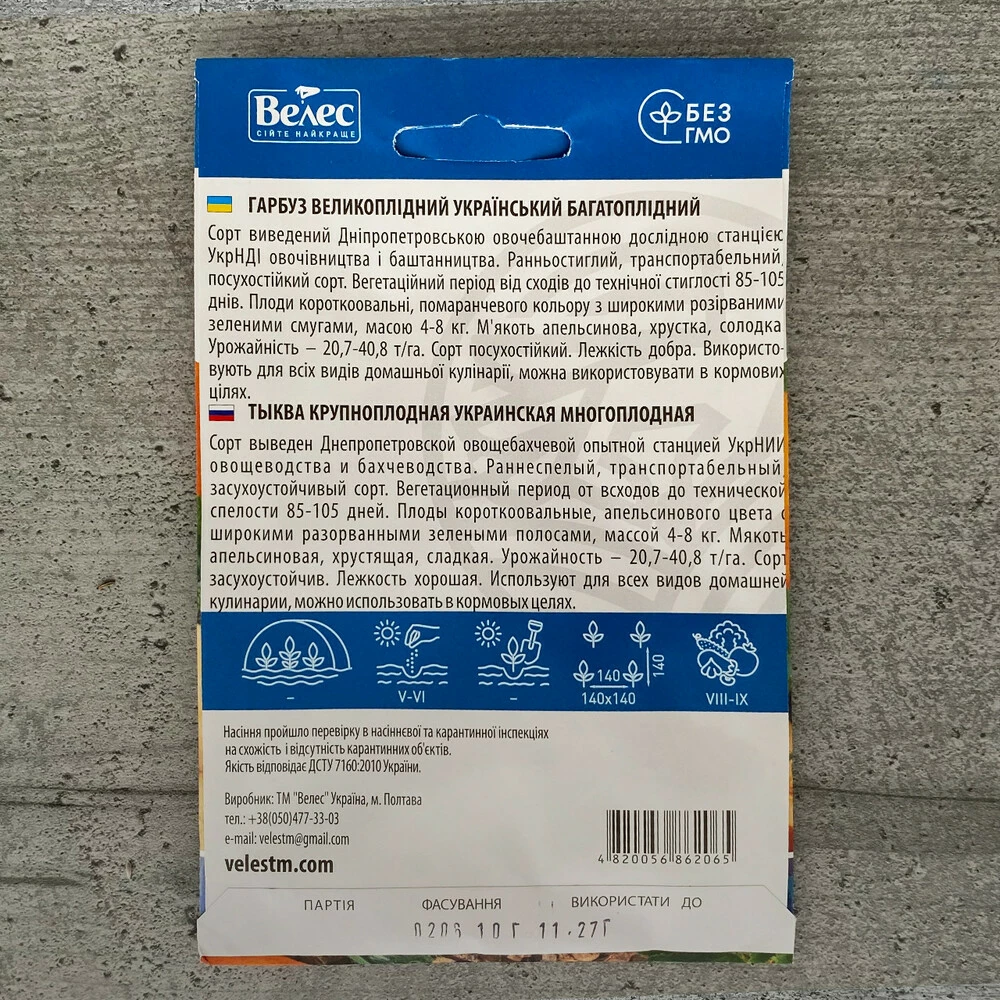 Велес
СІЙТЕ НАЙКРАЩЕ
БЕЗ
ГМО
ГАРБУЗ ВЕЛИКОПЛІДНИЙ УКРАЇНСЬКИЙ БАГАТОПЛІДНИЙ
Сорт виведений Дніпропетровською овочебаштанною дослідною станцією
УкрНДІ овочівництва і баштанництва. Ранньостиглий, транспортабельний,
посухостійкий сорт. Вегетаційний період від сходів до технічної стиглості 85-105
днів. Плоди короткоовальні, помаранчевого кольору з широкими розірваними
зеленими смугами, масою 4-8 кг. М'якоть апельсинова, хрустка, солодка
Урожайність – 20,7-40,8 т/га. Сорт посухостійкий. Лежкість добра. Використо-
вують для всіх видів домашньої кулінарії, можна використовувати в кормових
цілях.
ТЫКВА КРУПНОПЛОДНАЯ УКРАИНСКАЯ МНОГОПЛОДНАЯ
Сорт выведен Днепропетровской овощебахчевой опытной станцией УкрНИИ
овощеводства и бахчеводства. Раннеспелый, транспортабельный
засухоустойчивый сорт. Вегетационный период от всходов до технической
спелости 85-105 дней. Плоды короткоовальные, апельсинового цвета с
широкими разорванными зелеными полосами, массой 4-8 кг. Мякоть
апельсиновая, хрустящая, сладкая. Урожайность – 20,7-40,8 т/га. Сорт
засухоустойчив. Лежкость хорошая. Используют для всех видов домашней
кулинарии, можно использовать в кормовых целях.
140
140
– V-VI – 140x140 VIII-IX
Насіння пройшло перевірку в насіннєвої та карантинної інспекціях
на схожість і відсутність карантинних об'єктів.
Якість відповідає ДСТУ 7160:2010 України.
Виробник: ТМ "Велес" Україна, м. Полтава
тел.: +38(050)477-33-03
e-mail: velestm@gmail.com
velestm.com
4820056862065
ПАРТІЯ ФАСУВАННЯ ВИКОРИСТАТИ ДО
0206 10 Г 11.27Г